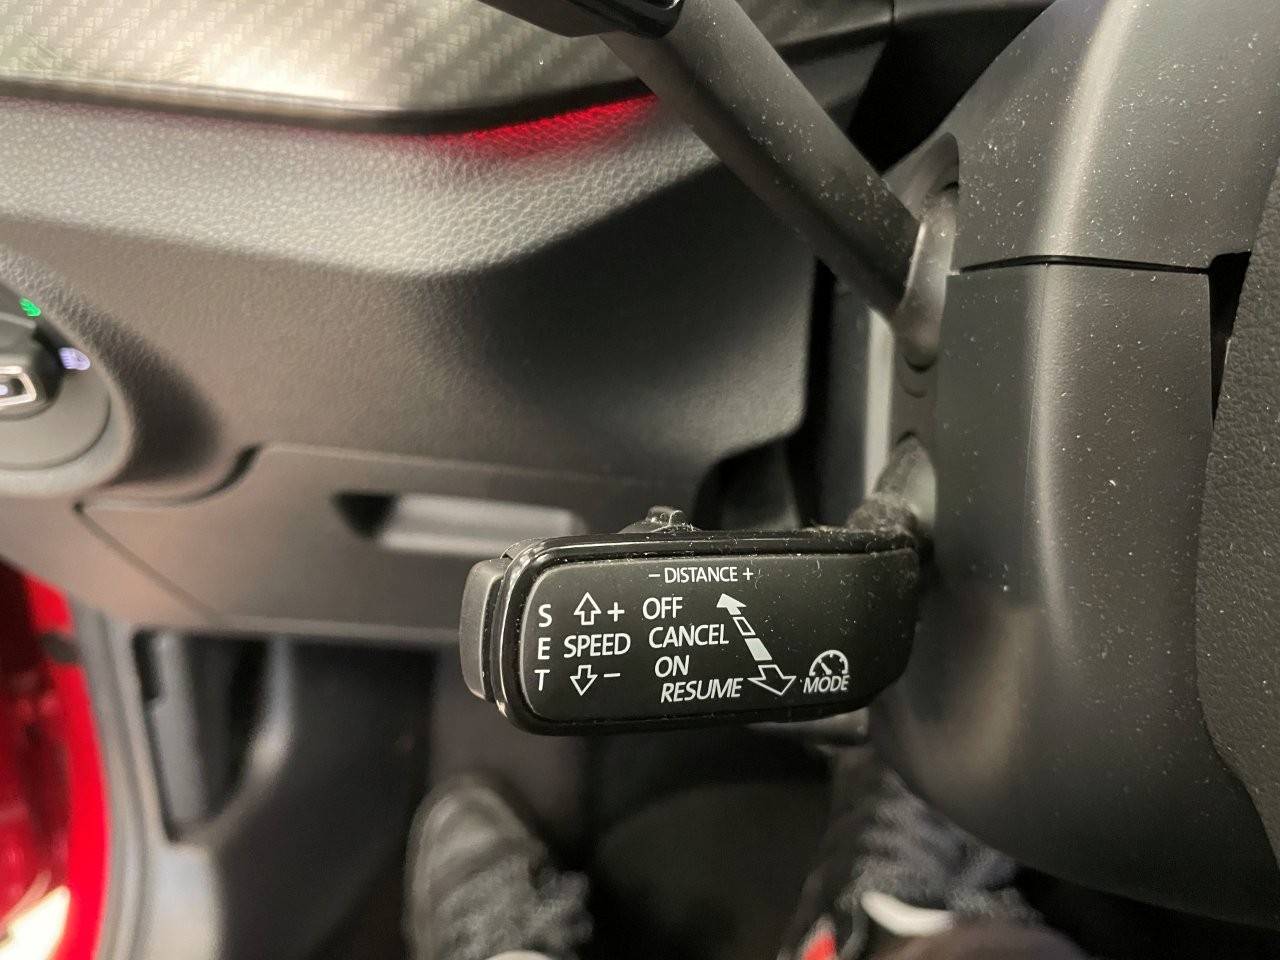 − DISTANCE +
S + OFF
E SPEED CANCEL
T − ON
RESUME MODE